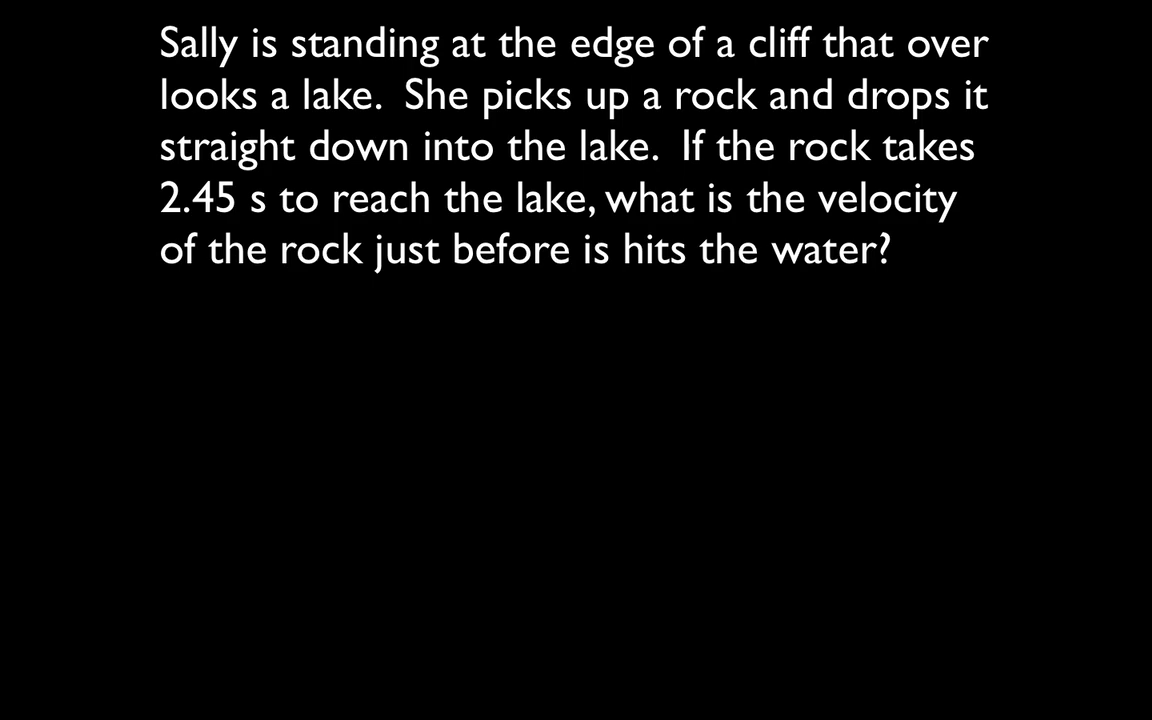 Sally is standing at the edge of a cliff that over
looks a lake.  She picks up a rock and drops it
straight down into the lake.  If the rock takes
2.45 s to reach the lake, what is the velocity
of the rock just before is hits the water?